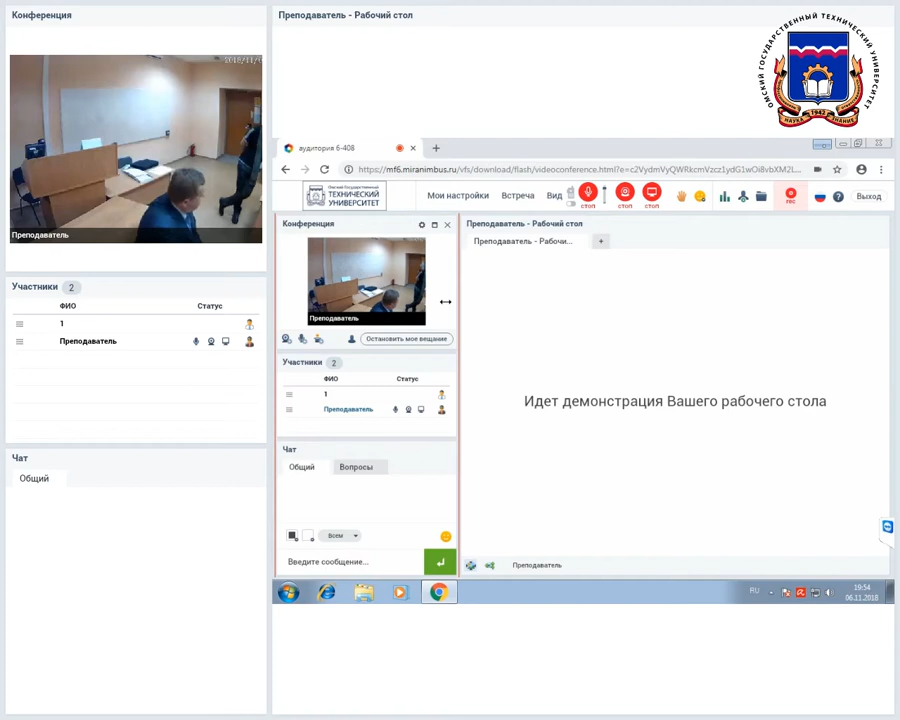 Конференция
Преподаватель
Участники 2
ФИО Статус
1
Преподаватель
Чат
Общий
Преподаватель - Рабочий стол
ОМСКИЙ ГОСУДАРСТВЕННЫЙ ТЕХНИЧЕСКИЙ УНИВЕРСИТЕТ
НАУКА 1942 ЗНАНИЕ
аудитория 6-408
https://mf6.miranimbus.ru/vfs/download/flash/videoconference.html?e=
ТЕХНИЧЕСКИЙ
УНИВЕРСИТЕТ
Мои настройки Встреча Вид СТОП СТОП СТОП REC Выход
Конференция
Преподаватель
Остановить мое вещание
Участники 2
ФИО Статус
1
Преподаватель
Чат
Общий Вопросы
Всем
Введите сообщение...
Преподаватель - Рабочий стол
Преподаватель - Рабочи... +
Идет демонстрация Вашего рабочего стола
Преподаватель
RU 19:54
06.11.2018